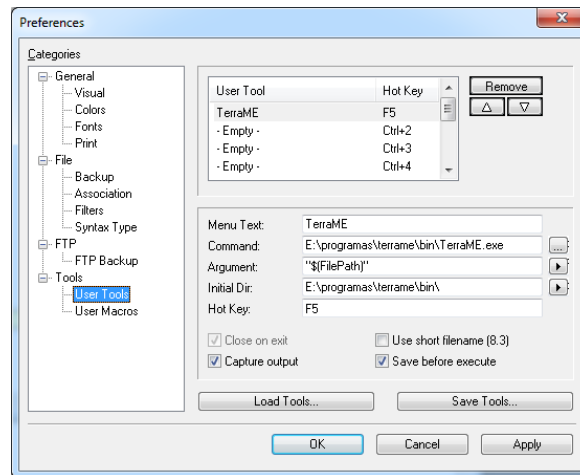 Preferences
Categories
General
Visual
Colors
Fonts
Print
File
Backup
Association
Filters
Syntax Type
FTP
FTP Backup
Tools
User Tools
User Macros
User Tool Hot Key
TerraME F5
- Empty - Ctrl+2
- Empty - Ctrl+3
- Empty - Ctrl+4
Remove
Menu Text: TerraME
Command: E:\programas\terrame\bin\TerraME.exe ...
Argument: "$(FilePath)"
Initial Dir: E:\programas\terrame\bin\
Hot Key: F5
Close on exit Use short filename (8.3)
Capture output Save before execute
Load Tools... Save Tools...
OK Cancel Apply